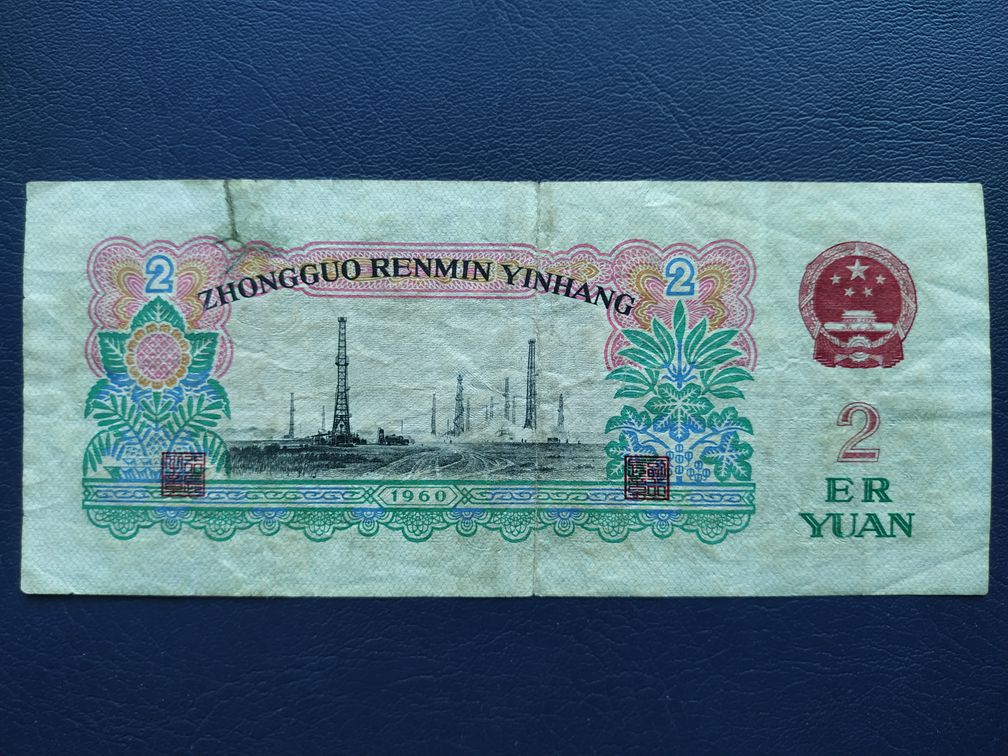 2
2
ZHONGGUO RENMIN YINHANG
1960
2
ER
YUAN